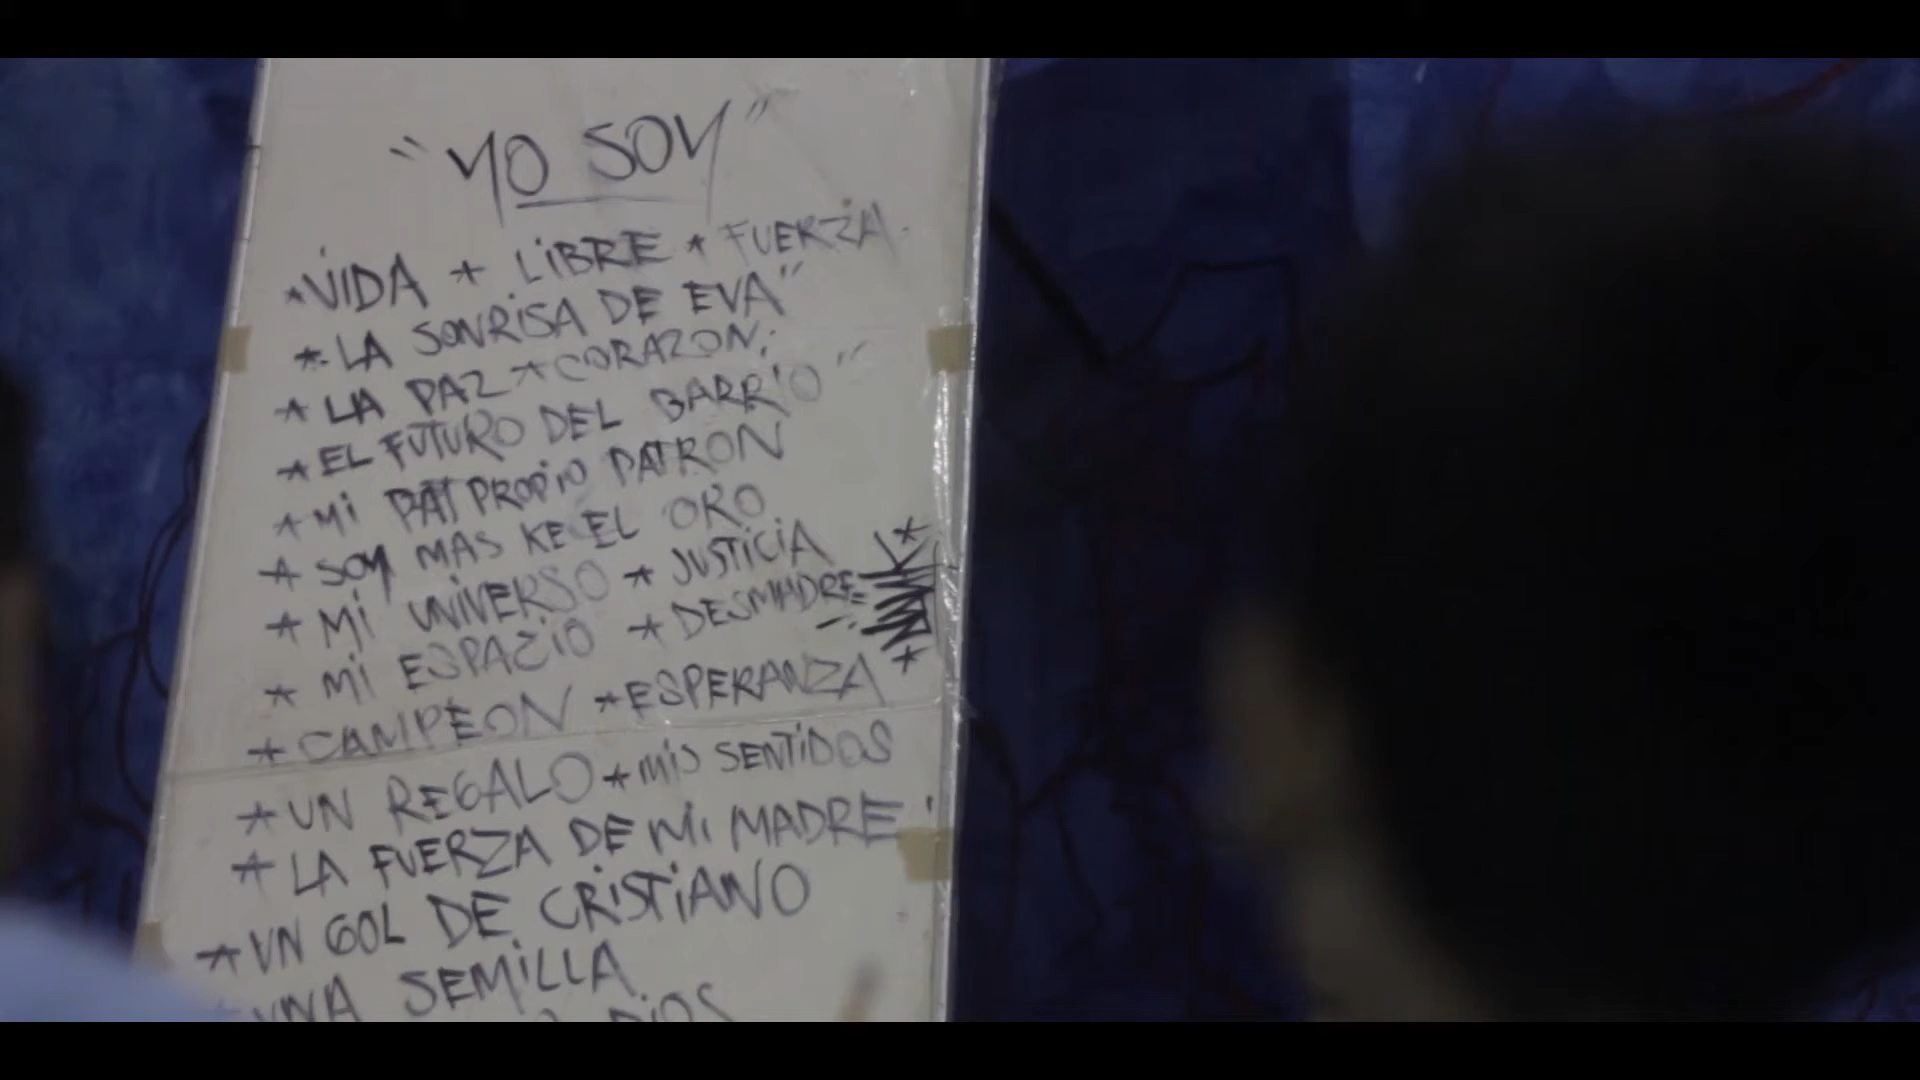 "YO SOY"
*VIDA * LIBRE * FUERZA.
* LA SONRISA DE EVA"
* LA PAZ * CORAZON.
* EL FUTURO DEL BARRIO"
* MI PROPIO PATRON
* SOY MAS KE EL ORO
* MI UNIVERSO * JUSTICIA
* MI ESPACIO * DESMADRE
* CAMPEON * ESPERANZA
* UN REGALO * MIS SENTIDOS
* LA FUERZA DE MI MADRE.
* UN GOL DE CRISTIANO
UNA SEMILLA
DIOS